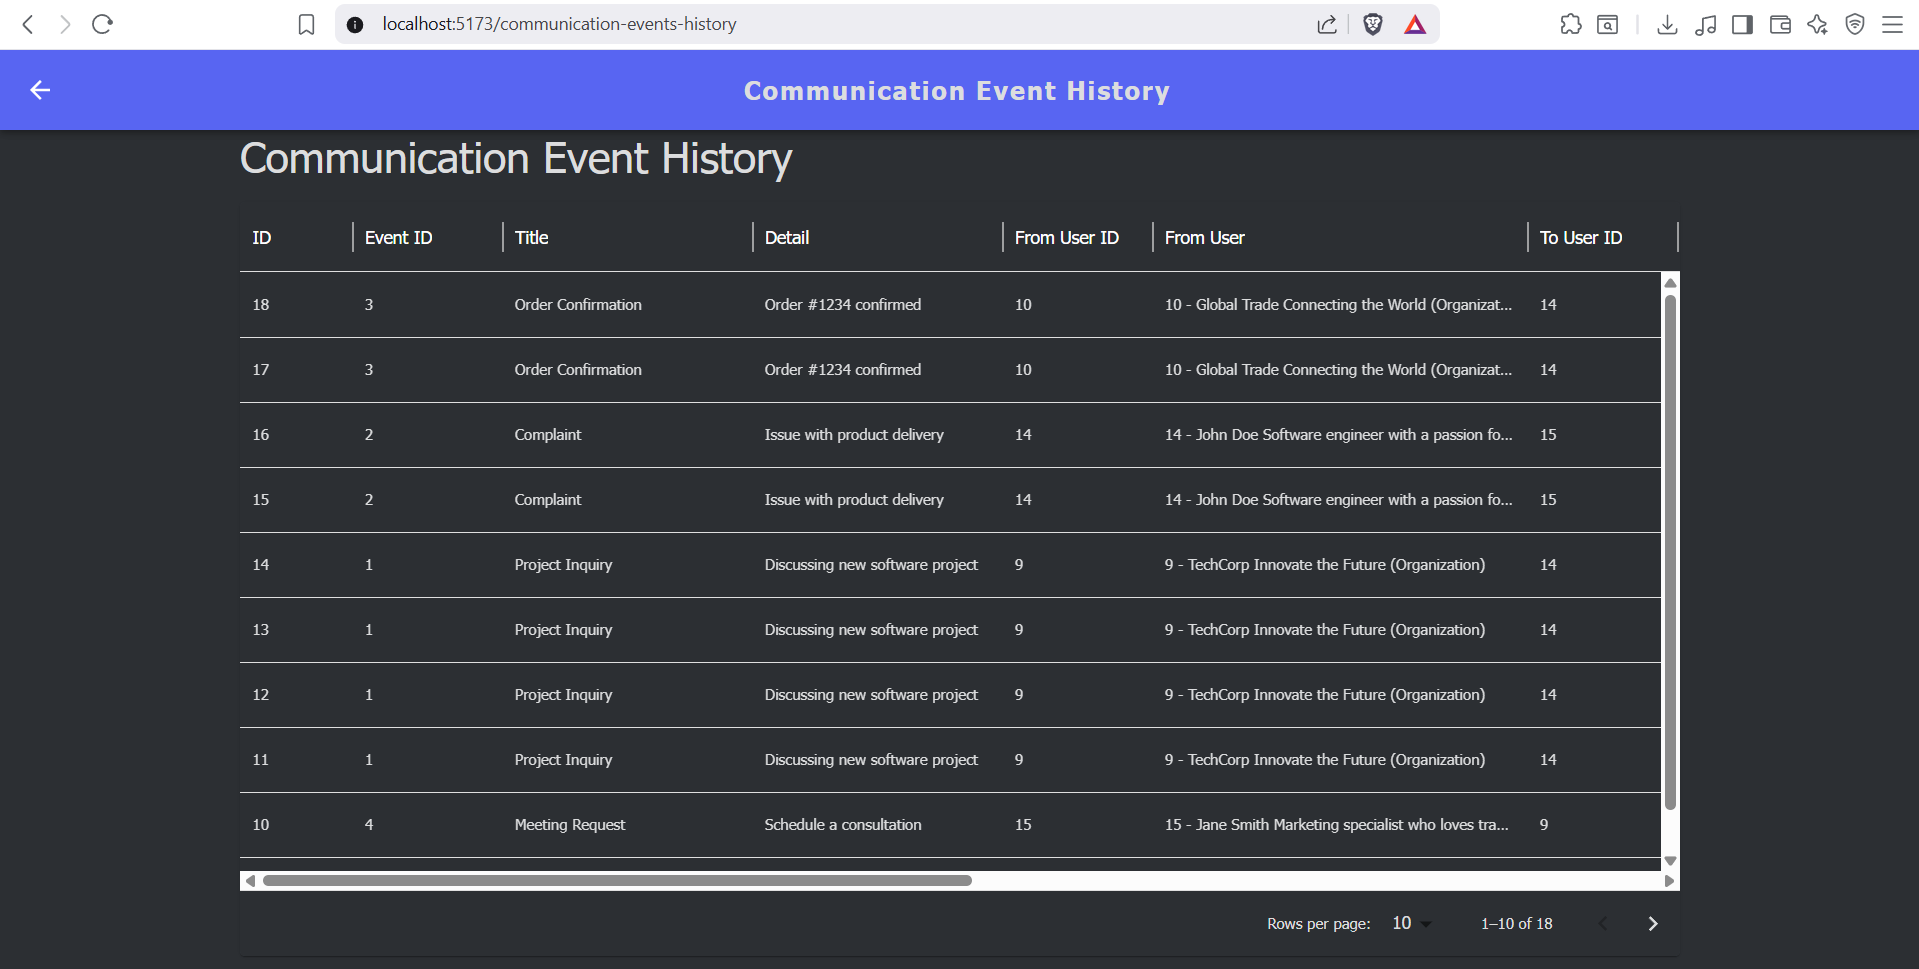 localhost:5173/communication-events-history
Communication Event History
Communication Event History
ID Event ID Title Detail From User ID From User To User ID
18 3 Order Confirmation Order #1234 confirmed 10 10 - Global Trade Connecting the World (Organizat... 14
17 3 Order Confirmation Order #1234 confirmed 10 10 - Global Trade Connecting the World (Organizat... 14
16 2 Complaint Issue with product delivery 14 14 - John Doe Software engineer with a passion fo... 15
15 2 Complaint Issue with product delivery 14 14 - John Doe Software engineer with a passion fo... 15
14 1 Project Inquiry Discussing new software project 9 9 - TechCorp Innovate the Future (Organization) 14
13 1 Project Inquiry Discussing new software project 9 9 - TechCorp Innovate the Future (Organization) 14
12 1 Project Inquiry Discussing new software project 9 9 - TechCorp Innovate the Future (Organization) 14
11 1 Project Inquiry Discussing new software project 9 9 - TechCorp Innovate the Future (Organization) 14
10 4 Meeting Request Schedule a consultation 15 15 - Jane Smith Marketing specialist who loves tra... 9
Rows per page: 10 1–10 of 18